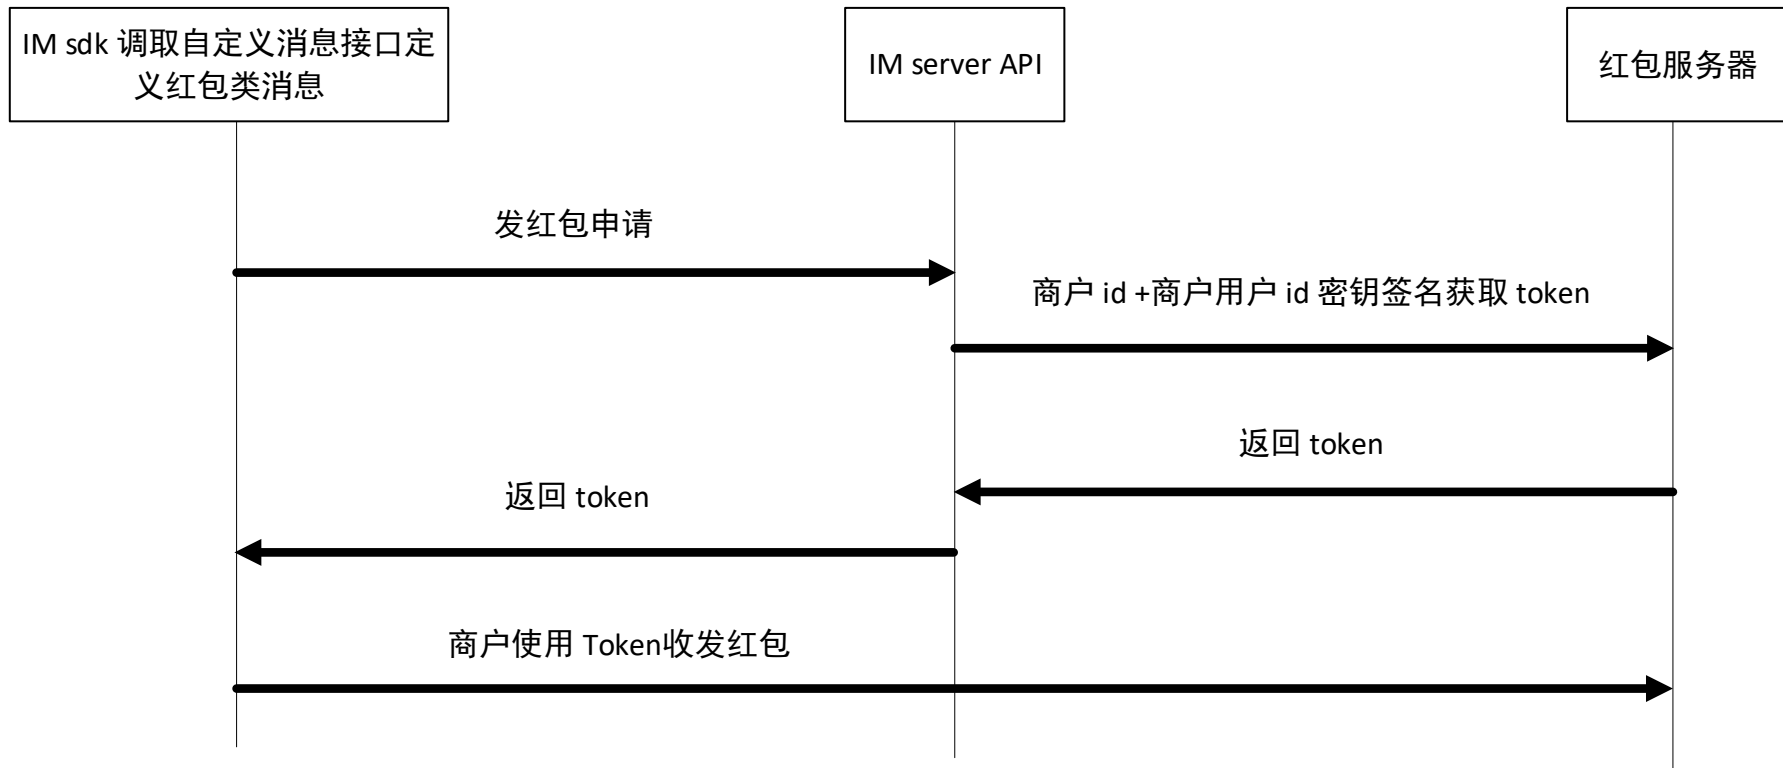 IM sdk 调取自定义消息接口定
义红包类消息
IM server API
红包服务器
发红包申请
商户 id +商户用户 id 密钥签名获取 token
返回 token
返回 token
商户使用 Token收发红包